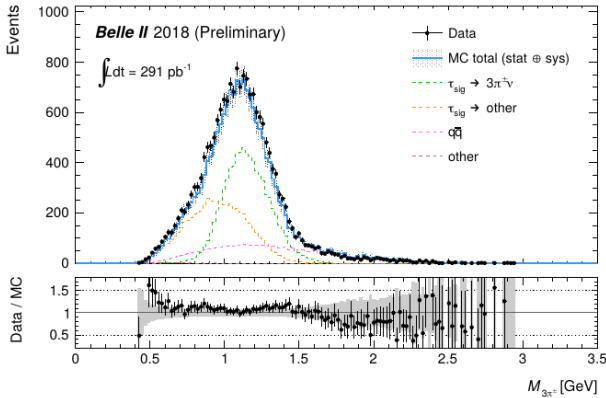 Events
1000
800
600
400
200
0
Belle II 2018 (Preliminary)
∫Ldt = 291 pb⁻¹
Data
MC total (stat ⊕ sys)
τsig → 3π±ν
τsig → other
qq̅
other
Data / MC
1.5
1
0.5
0 0.5 1 1.5 2 2.5 3 3.5
M3π± [GeV]